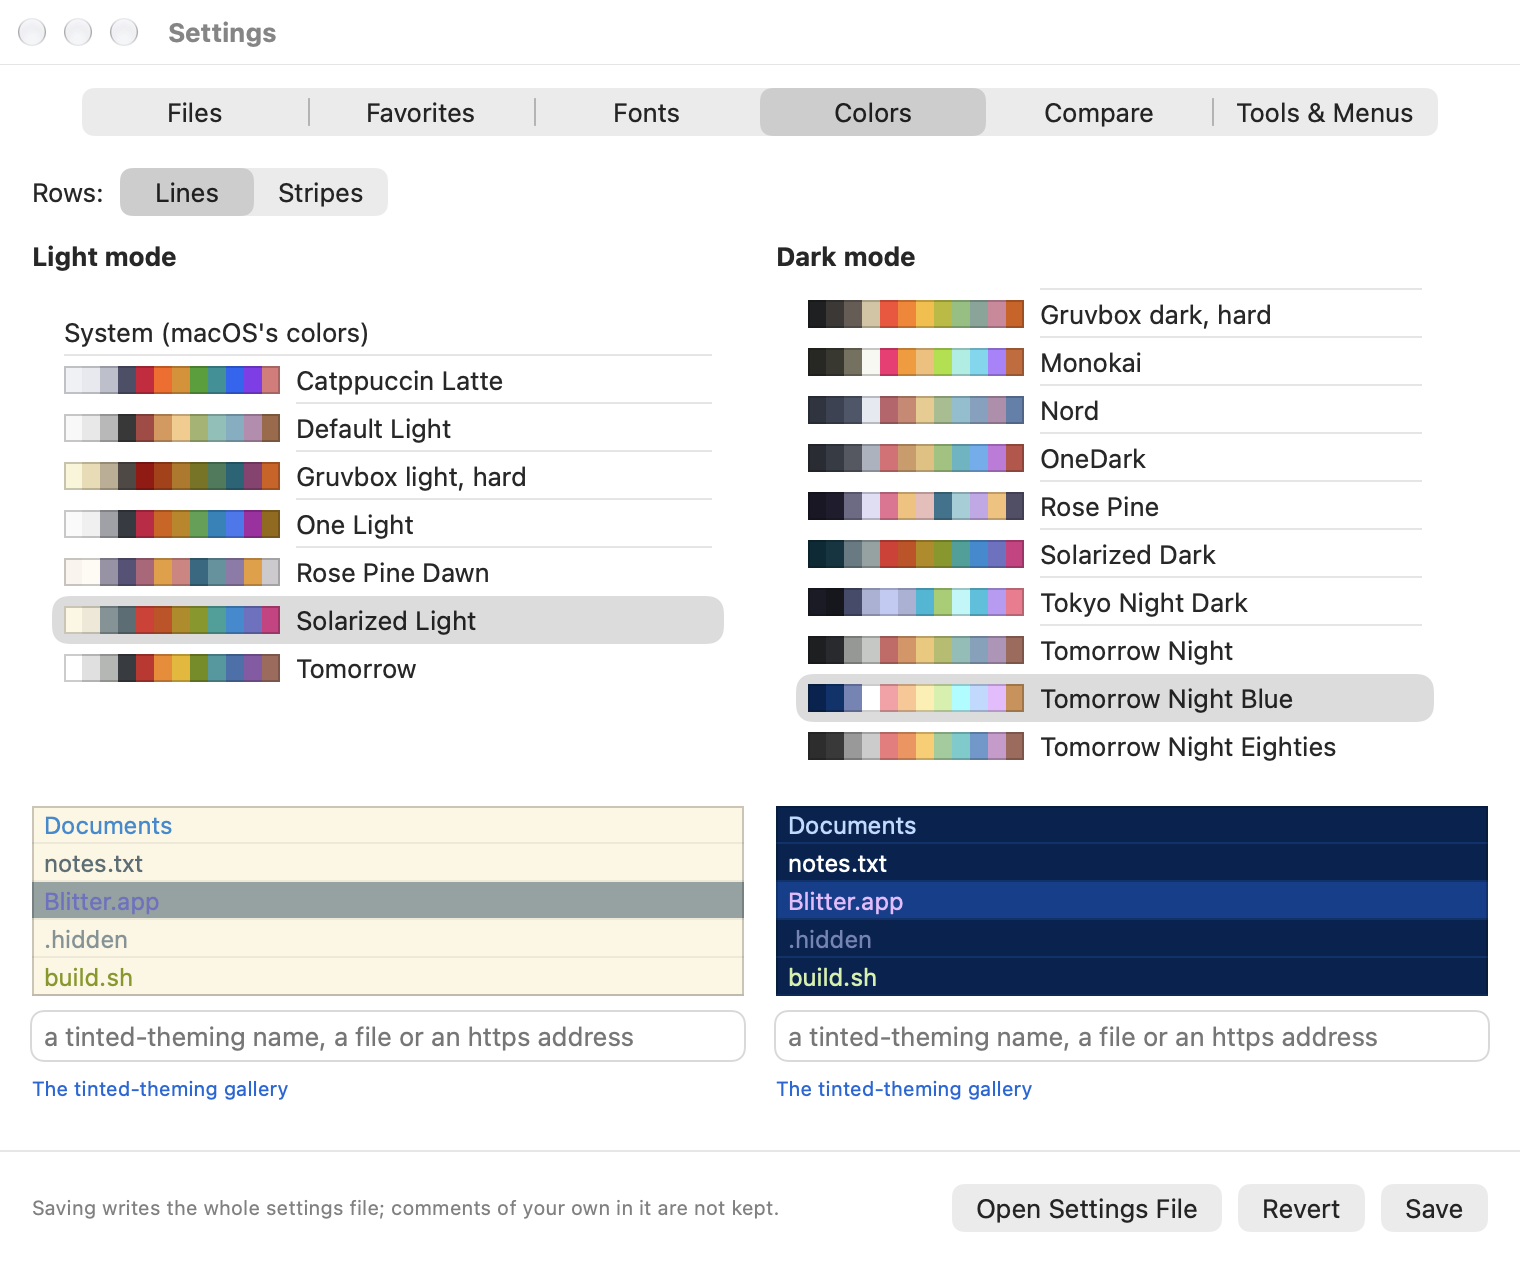 Settings
Files Favorites Fonts Colors Compare Tools & Menus
Rows: Lines Stripes
Light mode
System (macOS's colors)
Catppuccin Latte
Default Light
Gruvbox light, hard
One Light
Rose Pine Dawn
Solarized Light
Tomorrow
Documents
notes.txt
Blitter.app
.hidden
build.sh
a tinted-theming name, a file or an https address
The tinted-theming gallery
Dark mode
Gruvbox dark, hard
Monokai
Nord
OneDark
Rose Pine
Solarized Dark
Tokyo Night Dark
Tomorrow Night
Tomorrow Night Blue
Tomorrow Night Eighties
Documents
notes.txt
Blitter.app
.hidden
build.sh
a tinted-theming name, a file or an https address
The tinted-theming gallery
Saving writes the whole settings file; comments of your own in it are not kept.
Open Settings File Revert Save